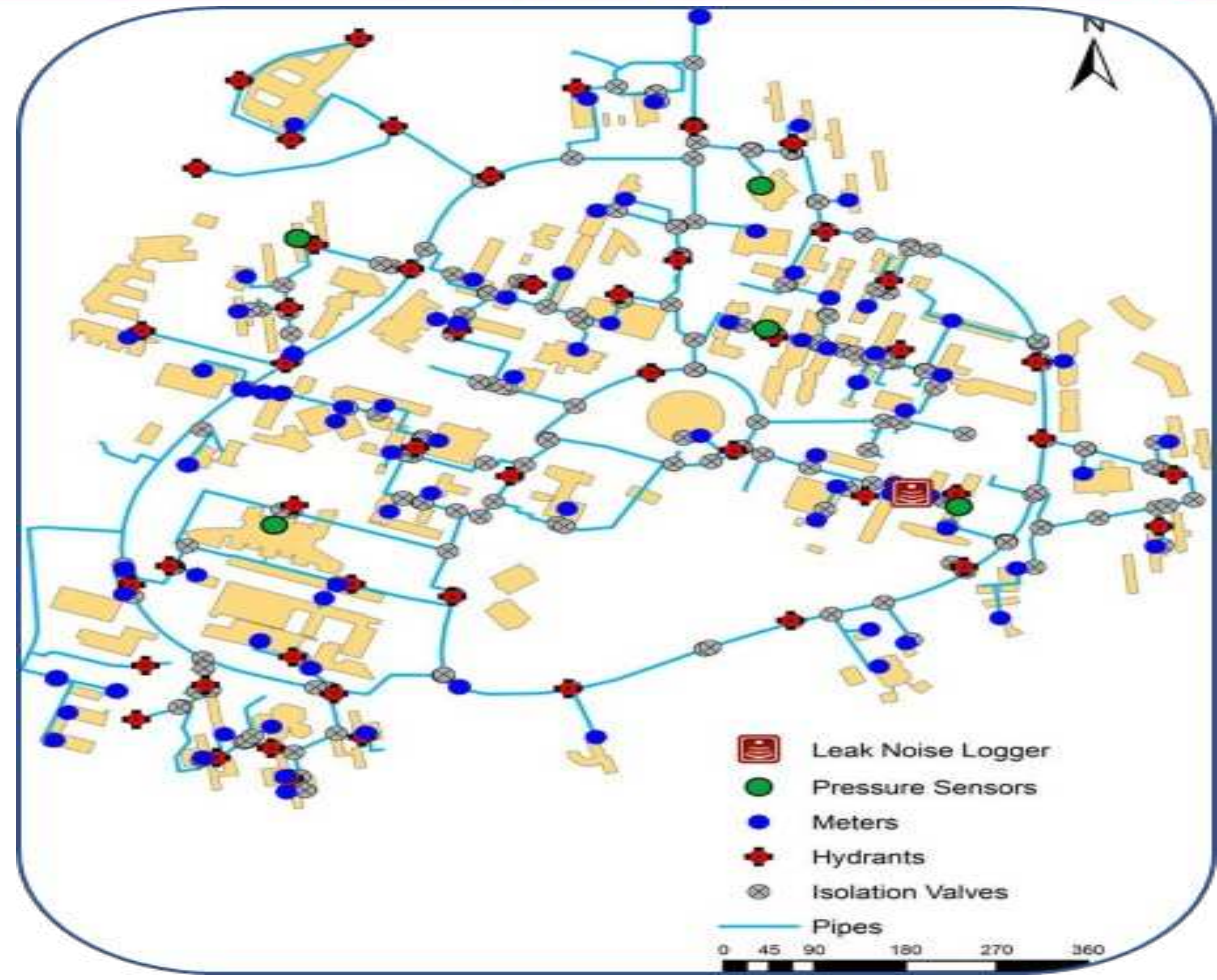 N
Leak Noise Logger
Pressure Sensors
Meters
Hydrants
Isolation Valves
Pipes
0 45 90 180 270 360